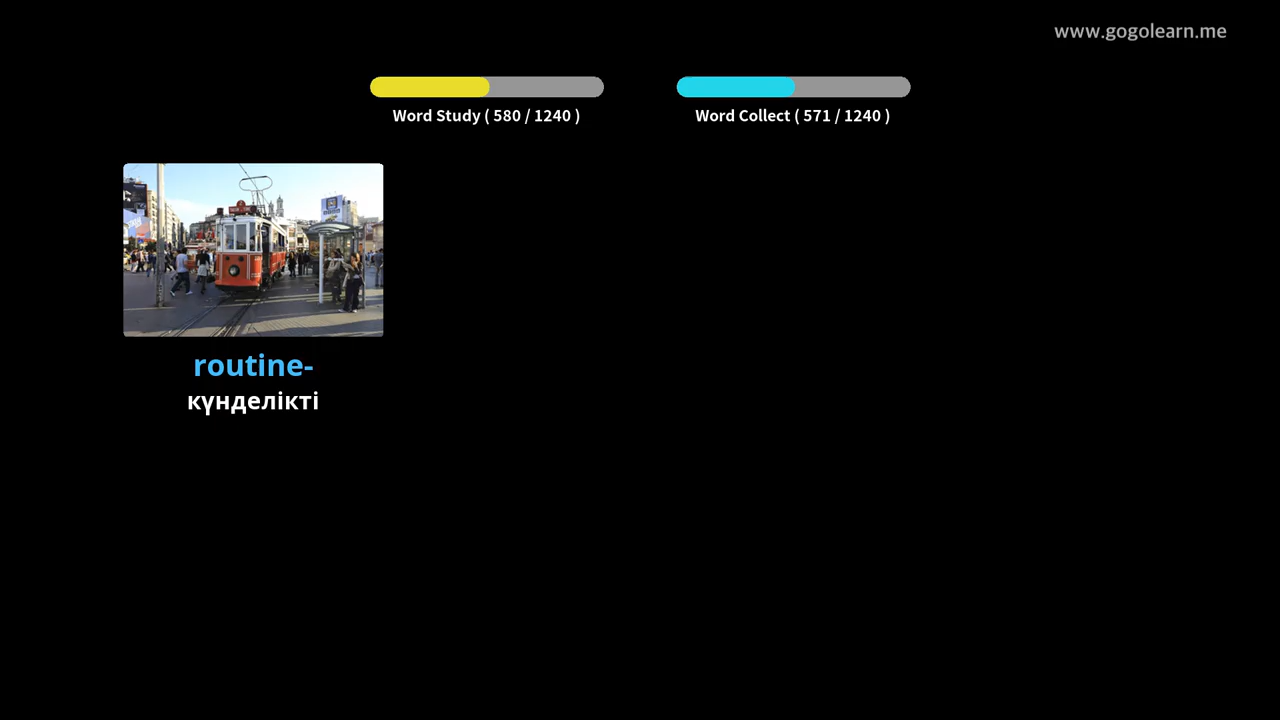 www.gogolearn.me
Word Study ( 580 / 1240 )
Word Collect ( 571 / 1240 )
routine-
күнделікті